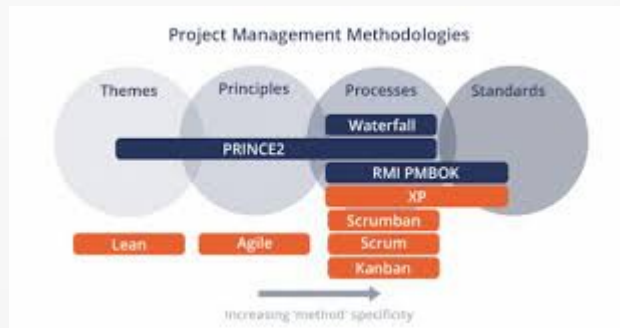 Project Management Methodologies
Themes
Principles
Processes
Standards
Waterfall
PRINCE2
RMI PMBOK
XP
Scrumban
Lean
Agile
Scrum
Kanban
Increasing 'method' specificity